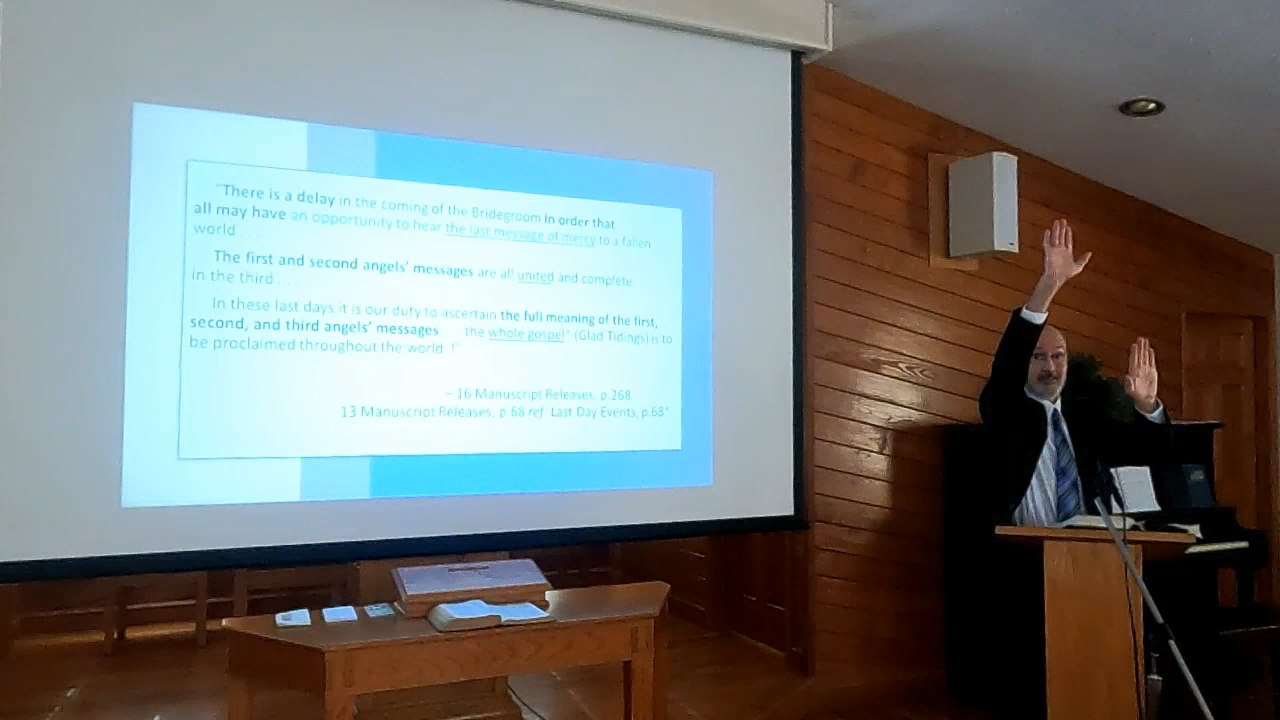 "There is a delay in the coming of the Bridegroom in order that
all may have an opportunity to hear the last message of mercy to a fallen
world . . . .
The first and second angels' messages are all united and complete
in the third . . .
In these last days it is our duty to ascertain the full meaning of the first,
second, and third angels' messages . . . the whole gospel" (Glad Tidings) is to
be proclaimed throughout the world !"
– 16 Manuscript Releases, p.268
13 Manuscript Releases, p.68 ref. Last Day Events, p.68"